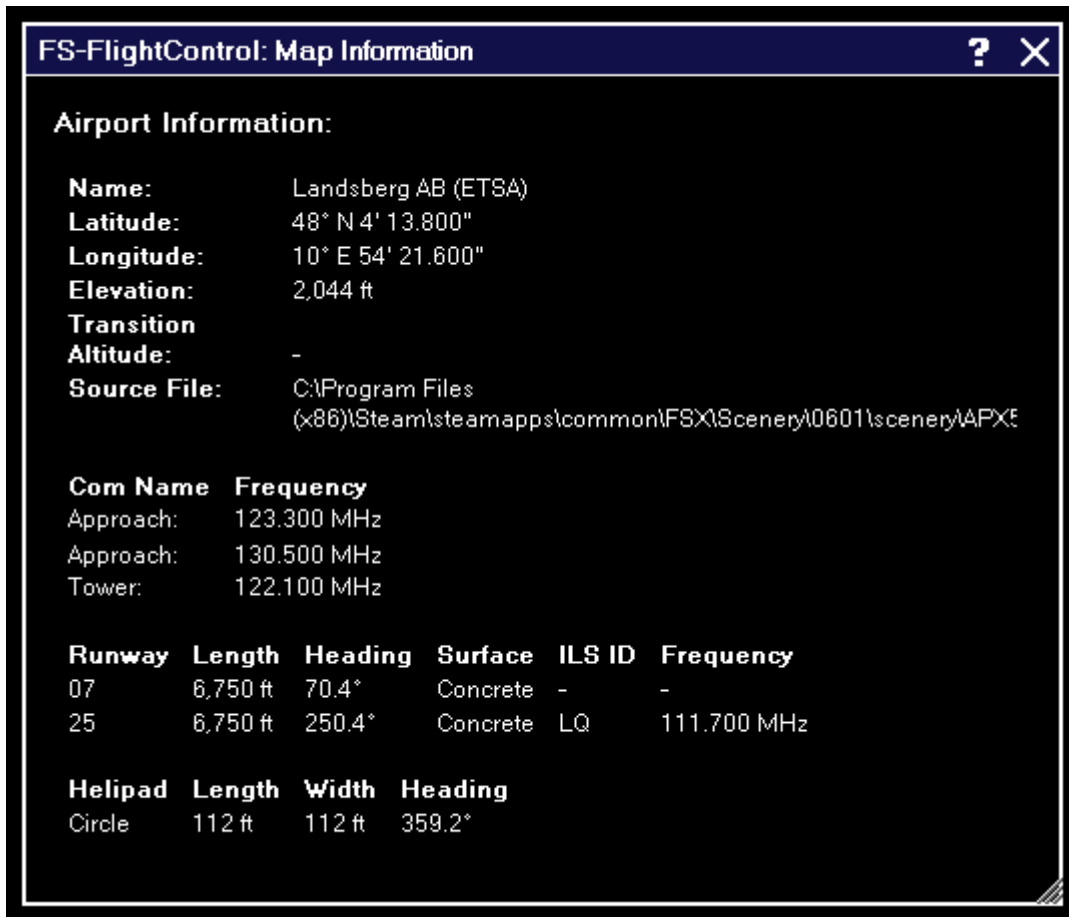 FS-FlightControl: Map Information ? X
Airport Information:
Name: Landsberg AB (ETSA)
Latitude: 48° N 4' 13.800"
Longitude: 10° E 54' 21.600"
Elevation: 2,044 ft
Transition
Altitude: -
Source File: C:\Program Files
(x86)\Steam\steamapps\common\FSX\Scenery\0601\scenery\APX5
Com Name Frequency
Approach: 123.300 MHz
Approach: 130.500 MHz
Tower: 122.100 MHz
Runway Length Heading Surface ILS ID Frequency
07 6,750 ft 70.4° Concrete - -
25 6,750 ft 250.4° Concrete LQ 111.700 MHz
Helipad Length Width Heading
Circle 112 ft 112 ft 359.2°